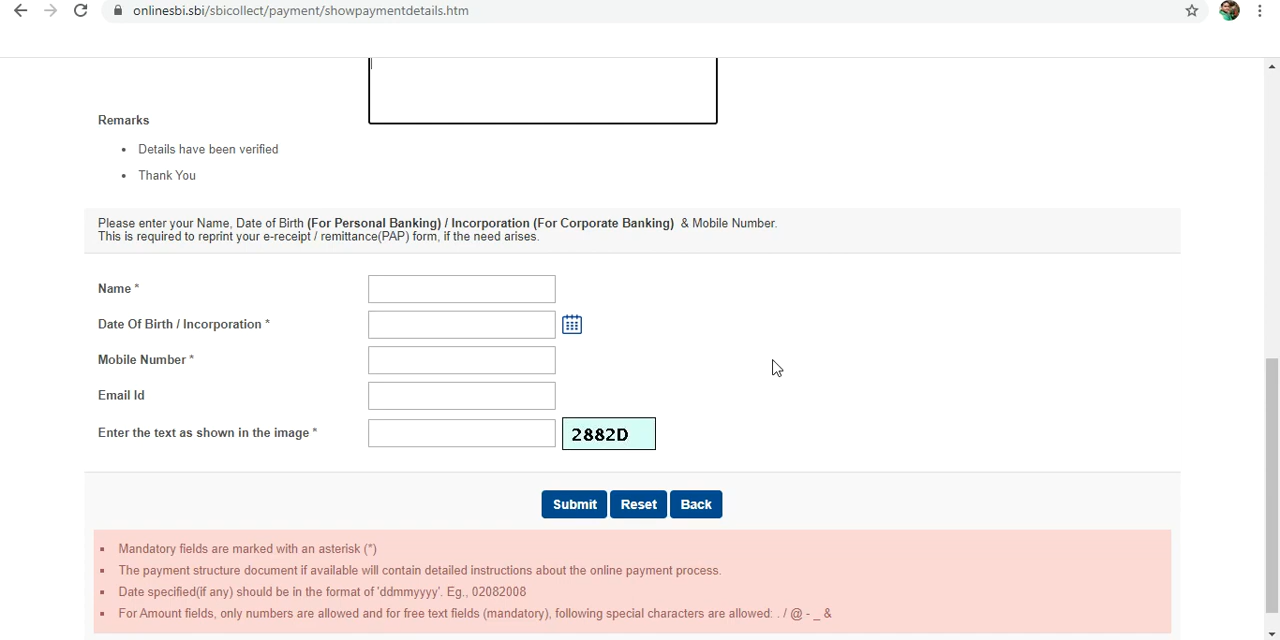 onlinesbi.sbi/sbicollect/payment/showpaymentdetails.htm
Remarks
• Details have been verified
• Thank You
Please enter your Name, Date of Birth (For Personal Banking) / Incorporation (For Corporate Banking) & Mobile Number.
This is required to reprint your e-receipt / remittance(PAP) form, if the need arises.
Name *
Date Of Birth / Incorporation *
Mobile Number *
Email Id
Enter the text as shown in the image * 2882D
Submit Reset Back
▪ Mandatory fields are marked with an asterisk (*)
▪ The payment structure document if available will contain detailed instructions about the online payment process.
▪ Date specified(if any) should be in the format of 'ddmmyyyy'. Eg., 02082008
▪ For Amount fields, only numbers are allowed and for free text fields (mandatory), following special characters are allowed: . / @ - _ &